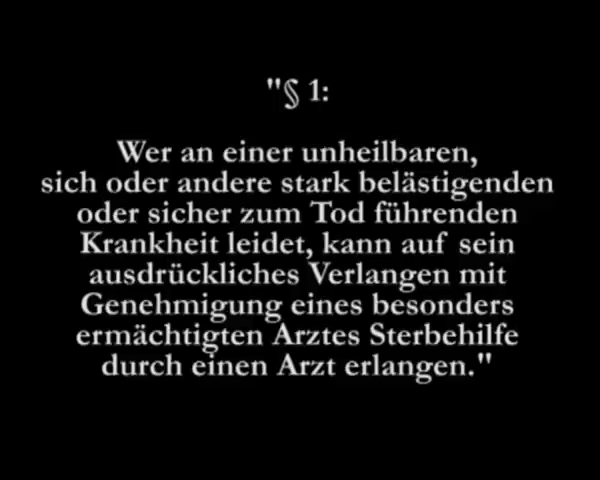 "§ 1:
Wer an einer unheilbaren,
sich oder andere stark belästigenden
oder sicher zum Tod führenden
Krankheit leidet, kann auf sein
ausdrückliches Verlangen mit
Genehmigung eines besonders
ermächtigten Arztes Sterbehilfe
durch einen Arzt erlangen."